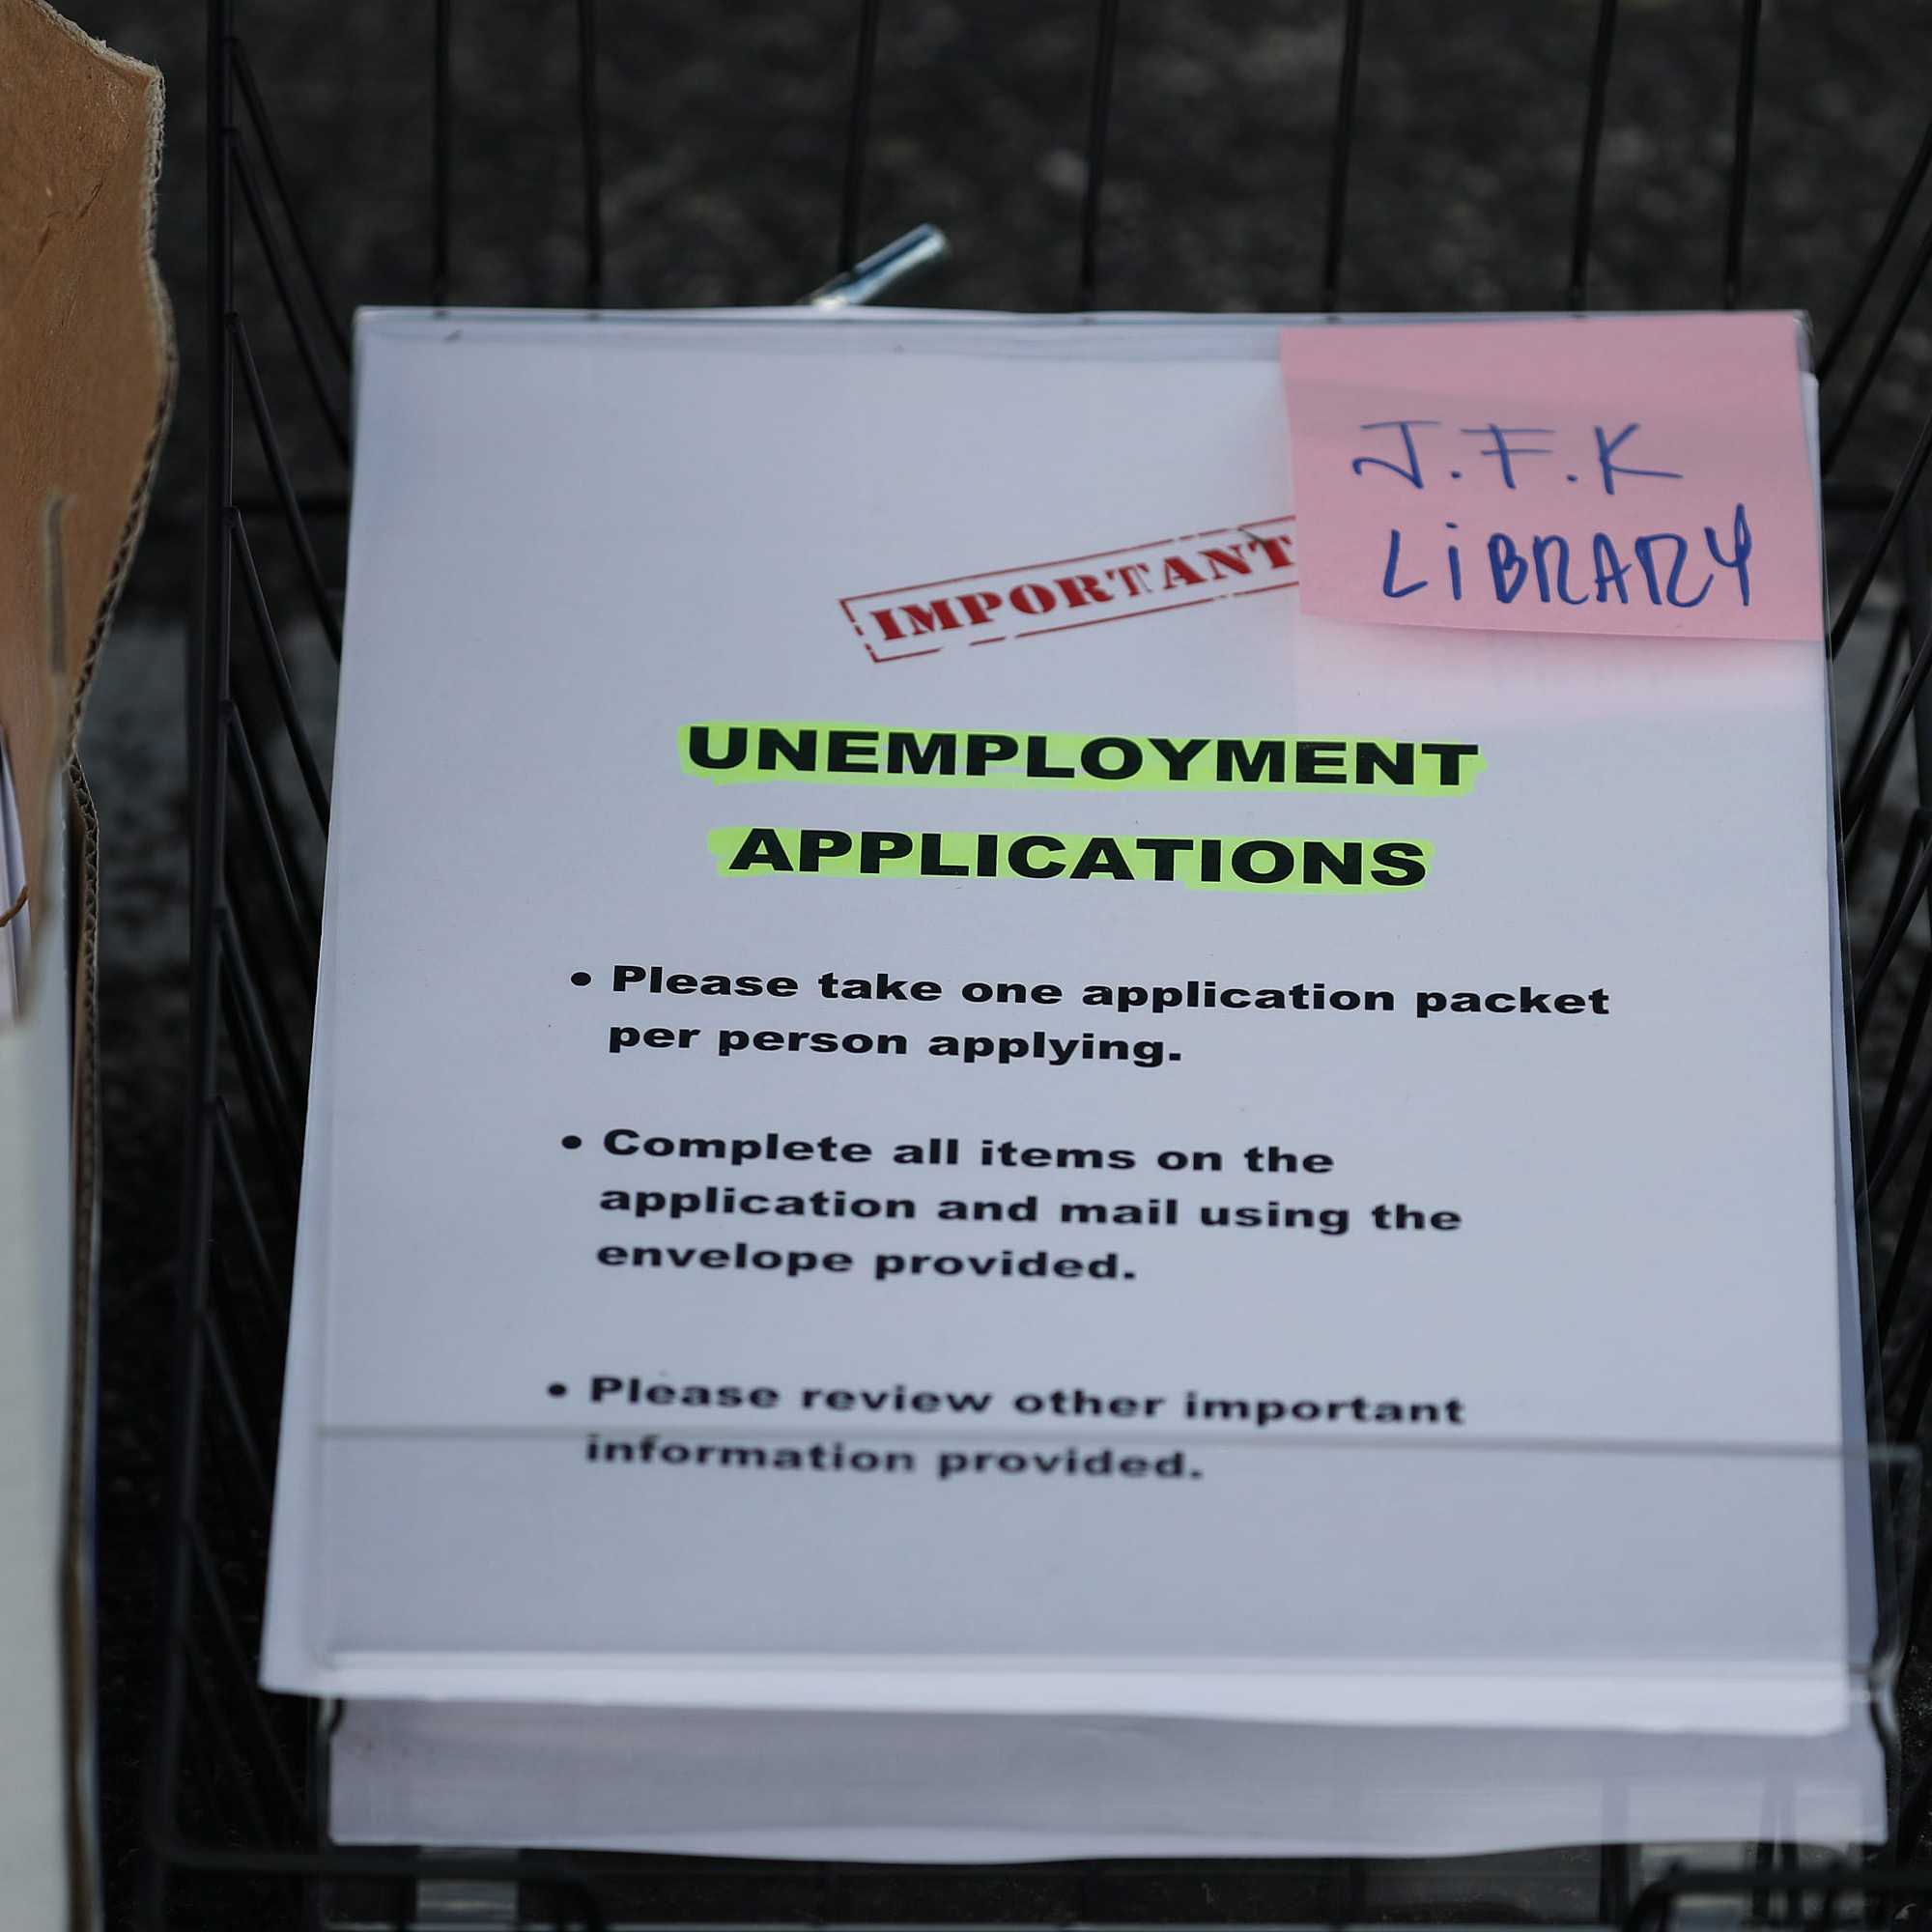 J.F.K
LiBRARY
IMPORTANT
UNEMPLOYMENT
APPLICATIONS
• Please take one application packet
per person applying.
• Complete all items on the
application and mail using the
envelope provided.
• Please review other important
information provided.